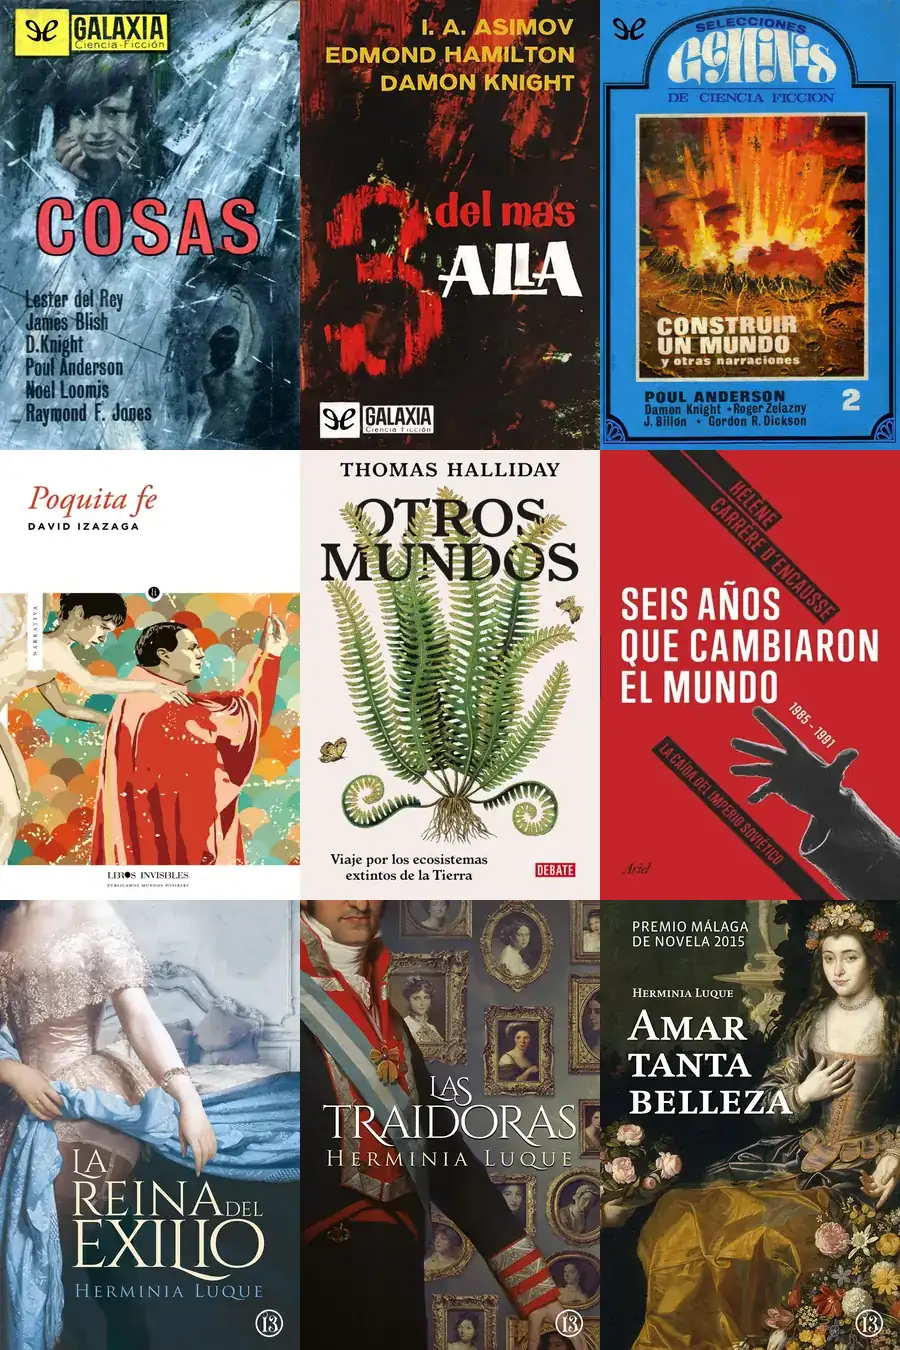 GALAXIA
Ciencia-Ficción
COSAS
Lester del Rey
James Blish
D.Knight
Poul Anderson
Noel Loomis
Raymond F. Jones
I. A. ASIMOV
EDMOND HAMILTON
DAMON KNIGHT
3 del mas
ALLA
GALAXIA
Ciencia Ficción
SELECCIONES
GEMINIS
DE CIENCIA FICCION
CONSTRUIR
UN MUNDO
y otras narraciones
POUL ANDERSON
Damon Knight * Roger Zelazny
J. Billon * Gordon R. Dickson
2
Poquita fe
DAVID IZAZAGA
NARRATIVA
LIBROS INVISIBLES
PUBLICAMOS MUNDOS POSIBLES
THOMAS HALLIDAY
OTROS
MUNDOS
Viaje por los ecosistemas
extintos de la Tierra
DEBATE
HÉLÈNE
CARRÈRE D'ENCAUSSE
SEIS AÑOS
QUE CAMBIARON
EL MUNDO
1985 - 1991
LA CAÍDA DEL IMPERIO SOVIÉTICO
Ariel
LA
REINA DEL
EXILIO
HERMINIA LUQUE
13
LAS
TRAIDORAS
HERMINIA LUQUE
13
PREMIO MÁLAGA
DE NOVELA 2015
HERMINIA LUQUE
AMAR
TANTA
BELLEZA
13